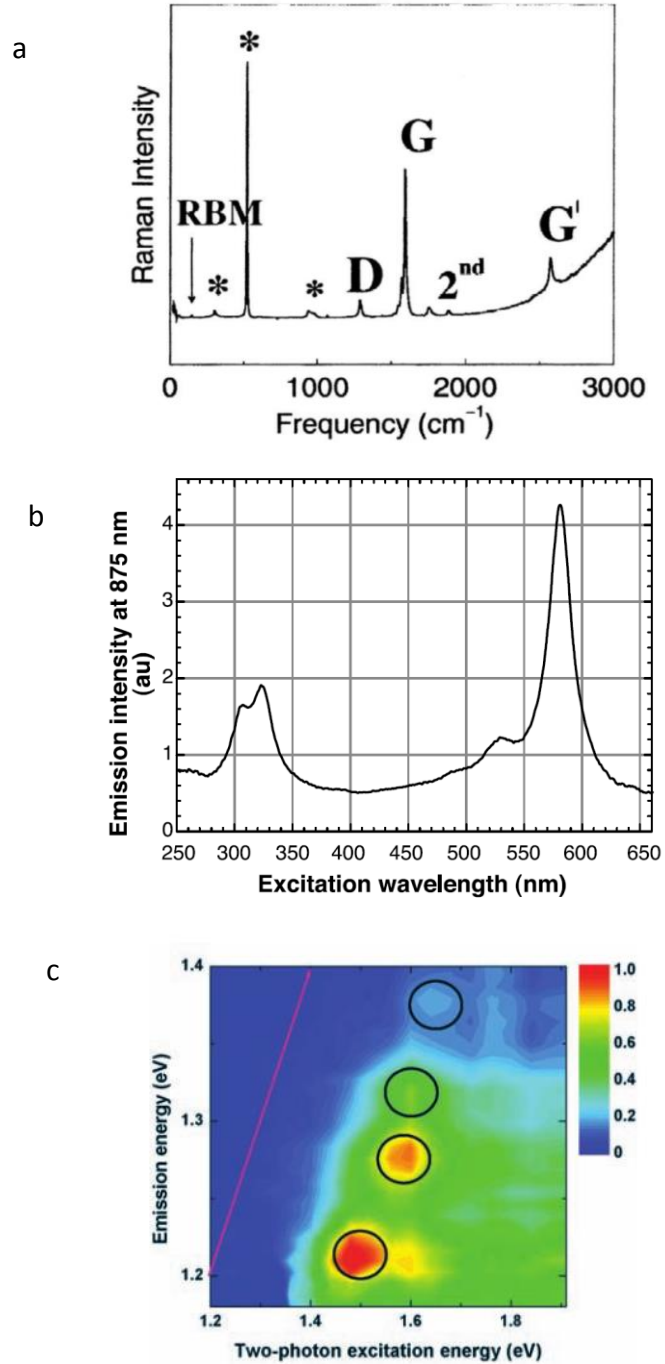 a
*
G
RBM
*
*
D
2nd
G'
Raman Intensity
0
1000
2000
3000
Frequency (cm⁻¹)
b
Emission intensity at 875 nm
(au)
4
3
2
1
0
250 300 350 400 450 500 550 600 650
Excitation wavelength (nm)
c
Emission energy (eV)
1.4
1.3
1.2
1.2 1.4 1.6 1.8
Two-photon excitation energy (eV)
1.0
0.8
0.6
0.4
0.2
0